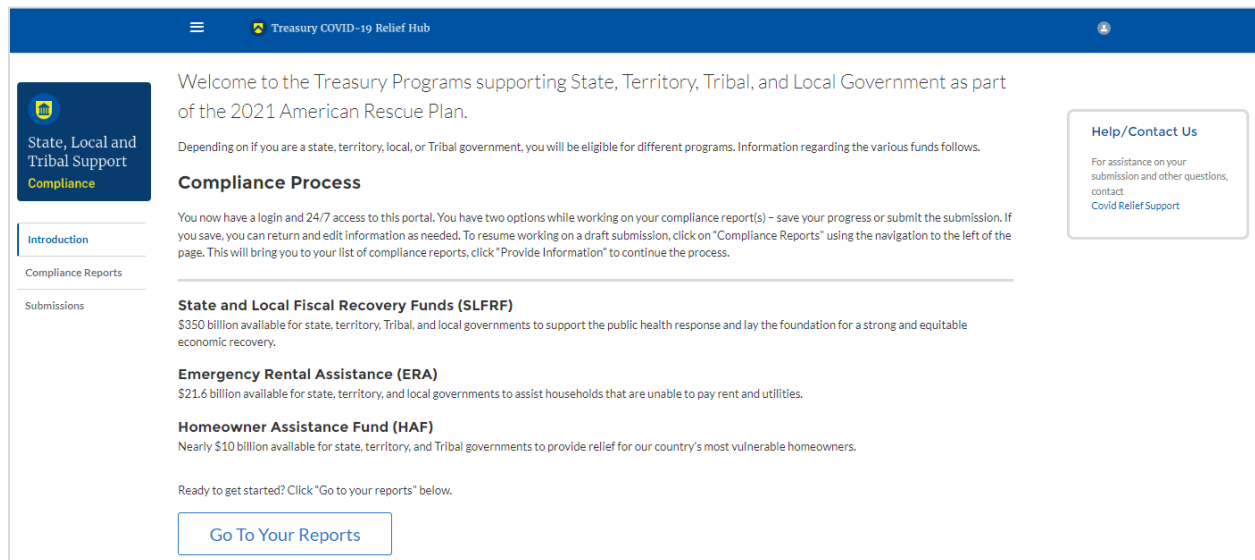 Treasury COVID-19 Relief Hub
State, Local and
Tribal Support
Compliance
Introduction
Compliance Reports
Submissions
Welcome to the Treasury Programs supporting State, Territory, Tribal, and Local Government as part
of the 2021 American Rescue Plan.
Depending on if you are a state, territory, local, or Tribal government, you will be eligible for different programs. Information regarding the various funds follows.
Compliance Process
You now have a login and 24/7 access to this portal. You have two options while working on your compliance report(s) – save your progress or submit the submission. If
you save, you can return and edit information as needed. To resume working on a draft submission, click on "Compliance Reports" using the navigation to the left of the
page. This will bring you to your list of compliance reports, click "Provide Information" to continue the process.
State and Local Fiscal Recovery Funds (SLFRF)
$350 billion available for state, territory, Tribal, and local governments to support the public health response and lay the foundation for a strong and equitable
economic recovery.
Emergency Rental Assistance (ERA)
$21.6 billion available for state, territory, and local governments to assist households that are unable to pay rent and utilities.
Homeowner Assistance Fund (HAF)
Nearly $10 billion available for state, territory, and Tribal governments to provide relief for our country's most vulnerable homeowners.
Ready to get started? Click "Go to your reports" below.
Go To Your Reports
Help/Contact Us
For assistance on your
submission and other questions,
contact
Covid Relief Support